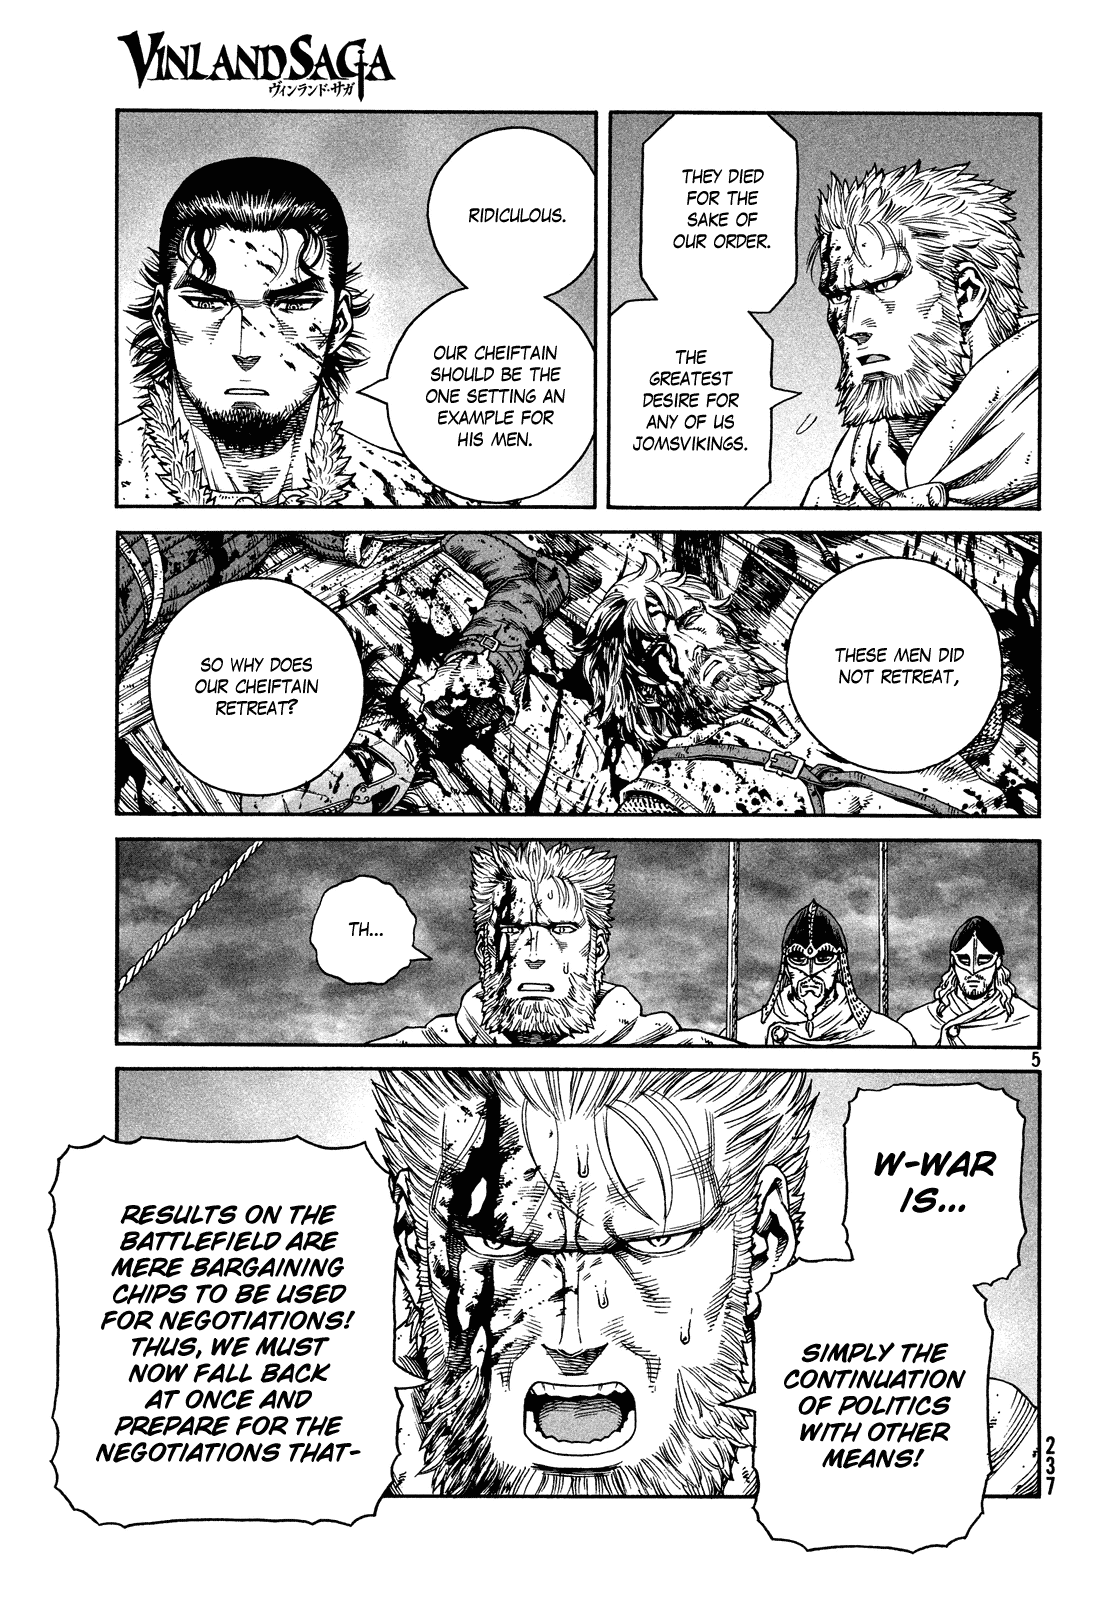 VINLAND SAGA
ヴィンランド・サガ
THEY DIED
FOR THE
SAKE OF
OUR ORDER.
THE
GREATEST
DESIRE FOR
ANY OF US
JOMSVIKINGS.
RIDICULOUS.
OUR CHEIFTAIN
SHOULD BE THE
ONE SETTING AN
EXAMPLE FOR
HIS MEN.
THESE MEN DID
NOT RETREAT,
SO WHY DOES
OUR CHEIFTAIN
RETREAT?
TH...
5
W-WAR
IS...
SIMPLY THE
CONTINUATION
OF POLITICS
WITH OTHER
MEANS!
RESULTS ON THE
BATTLEFIELD ARE
MERE BARGAINING
CHIPS TO BE USED
FOR NEGOTIATIONS!
THUS, WE MUST
NOW FALL BACK
AT ONCE AND
PREPARE FOR THE
NEGOTIATIONS THAT-
237